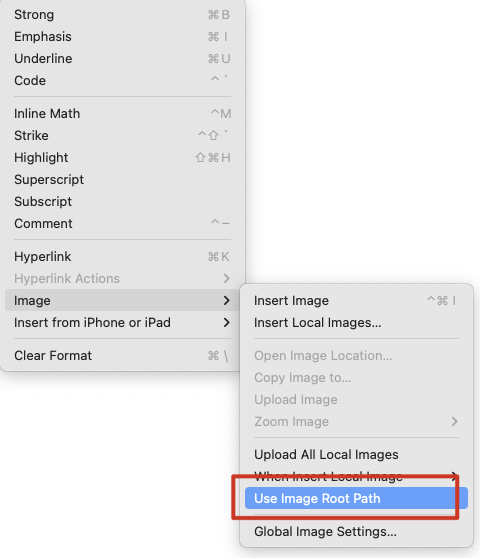 Strong ⌘B
Emphasis ⌘I
Underline ⌘U
Code ^`
Inline Math ^M
Strike ^⇧`
Highlight ⇧⌘H
Superscript
Subscript
Comment ^–
Hyperlink ⌘K
Hyperlink Actions
Image
Insert from iPhone or iPad
Clear Format ⌘\
Insert Image ^⌘I
Insert Local Images...
Open Image Location...
Copy Image to...
Upload Image
Zoom Image
Upload All Local Images
When Insert Local Image
Use Image Root Path
Global Image Settings...